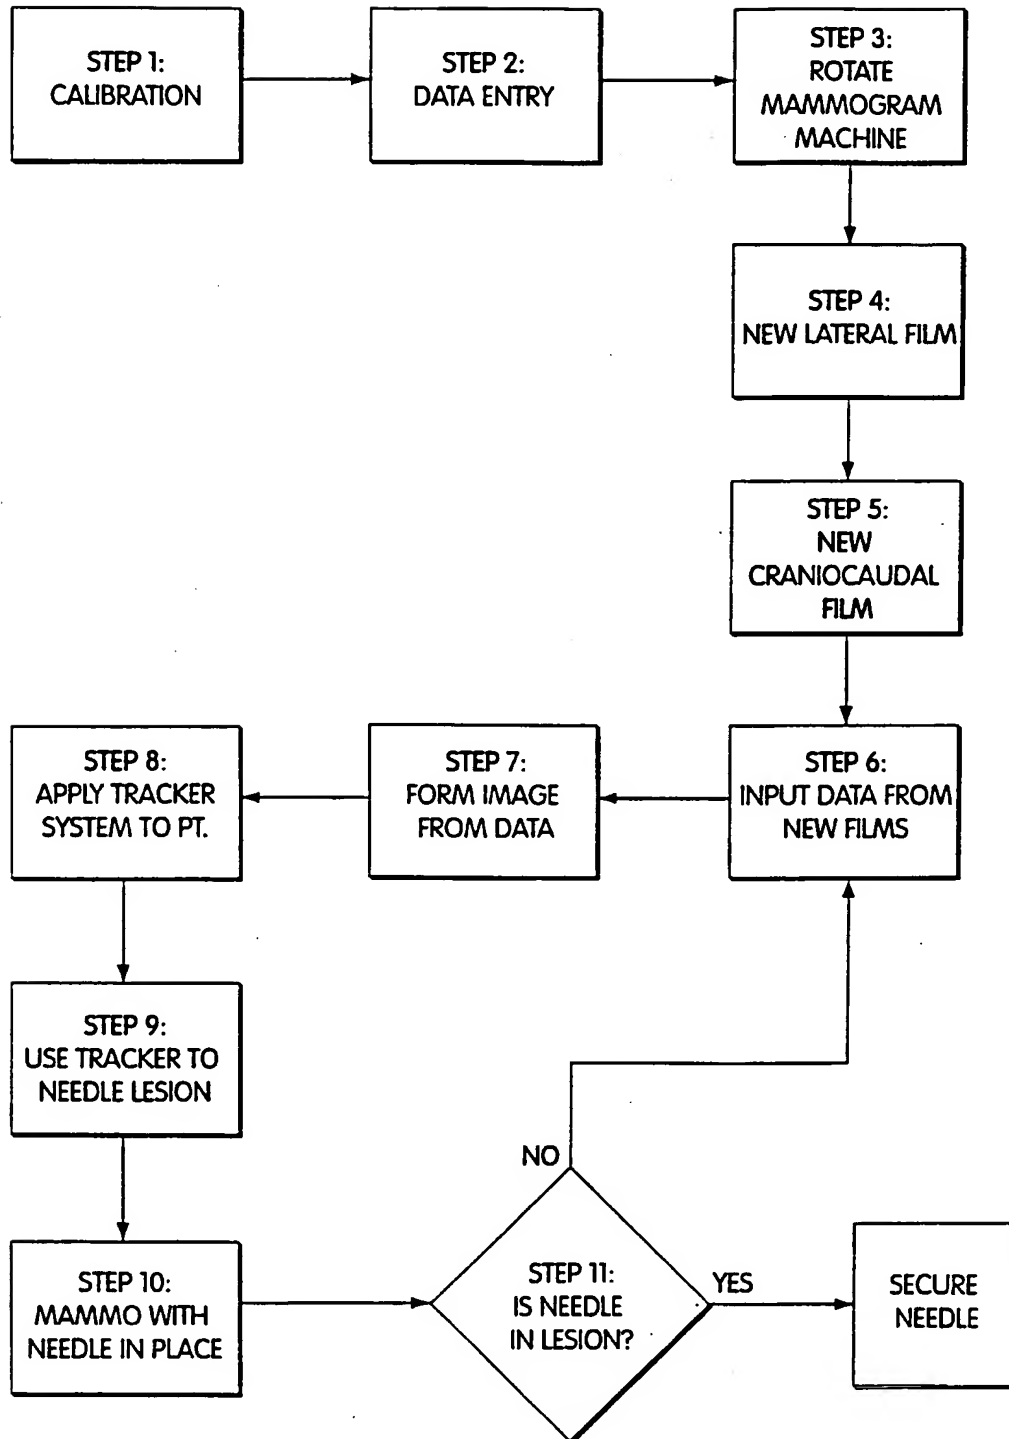 STEP 1:
CALIBRATION
STEP 2:
DATA ENTRY
STEP 3:
ROTATE
MAMMOGRAM
MACHINE
STEP 4:
NEW LATERAL FILM
STEP 5:
NEW
CRANIOCAUDAL
FILM
STEP 6:
INPUT DATA FROM
NEW FILMS
STEP 7:
FORM IMAGE
FROM DATA
STEP 8:
APPLY TRACKER
SYSTEM TO PT.
STEP 9:
USE TRACKER TO
NEEDLE LESION
STEP 10:
MAMMO WITH
NEEDLE IN PLACE
STEP 11:
IS NEEDLE
IN LESION?
NO
YES
SECURE
NEEDLE